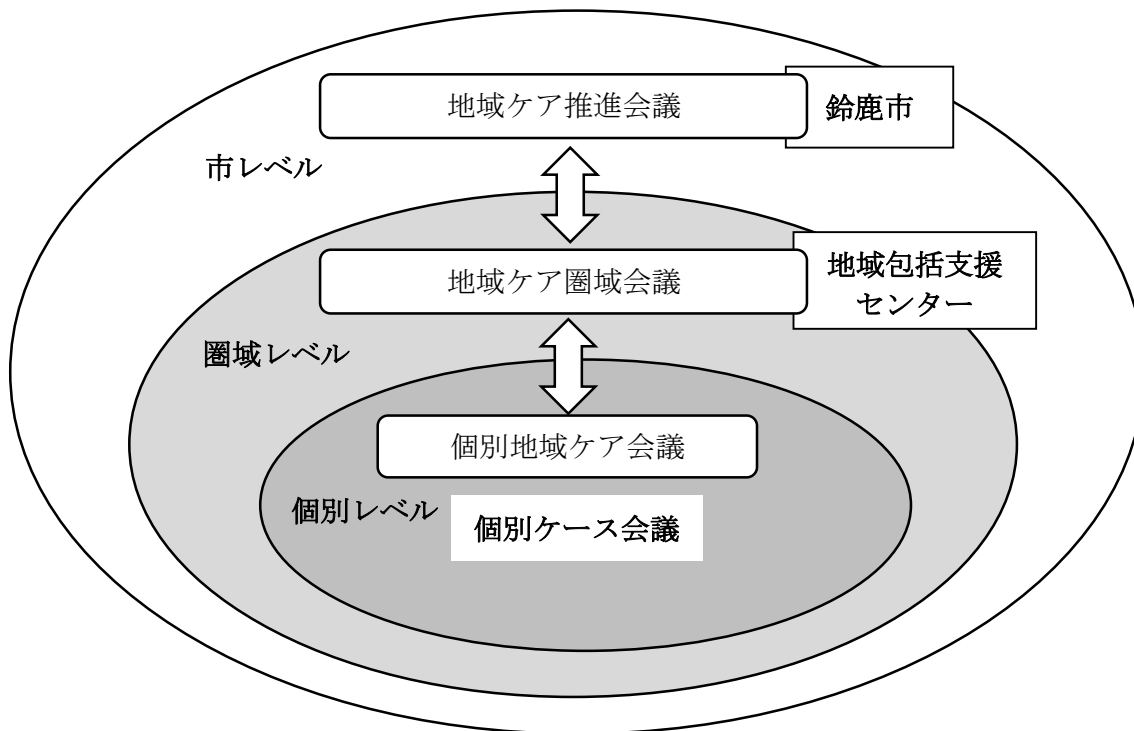 地域ケア推進会議
鈴鹿市
市レベル
地域ケア圏域会議
地域包括支援
センター
圏域レベル
個別地域ケア会議
個別レベル
個別ケース会議